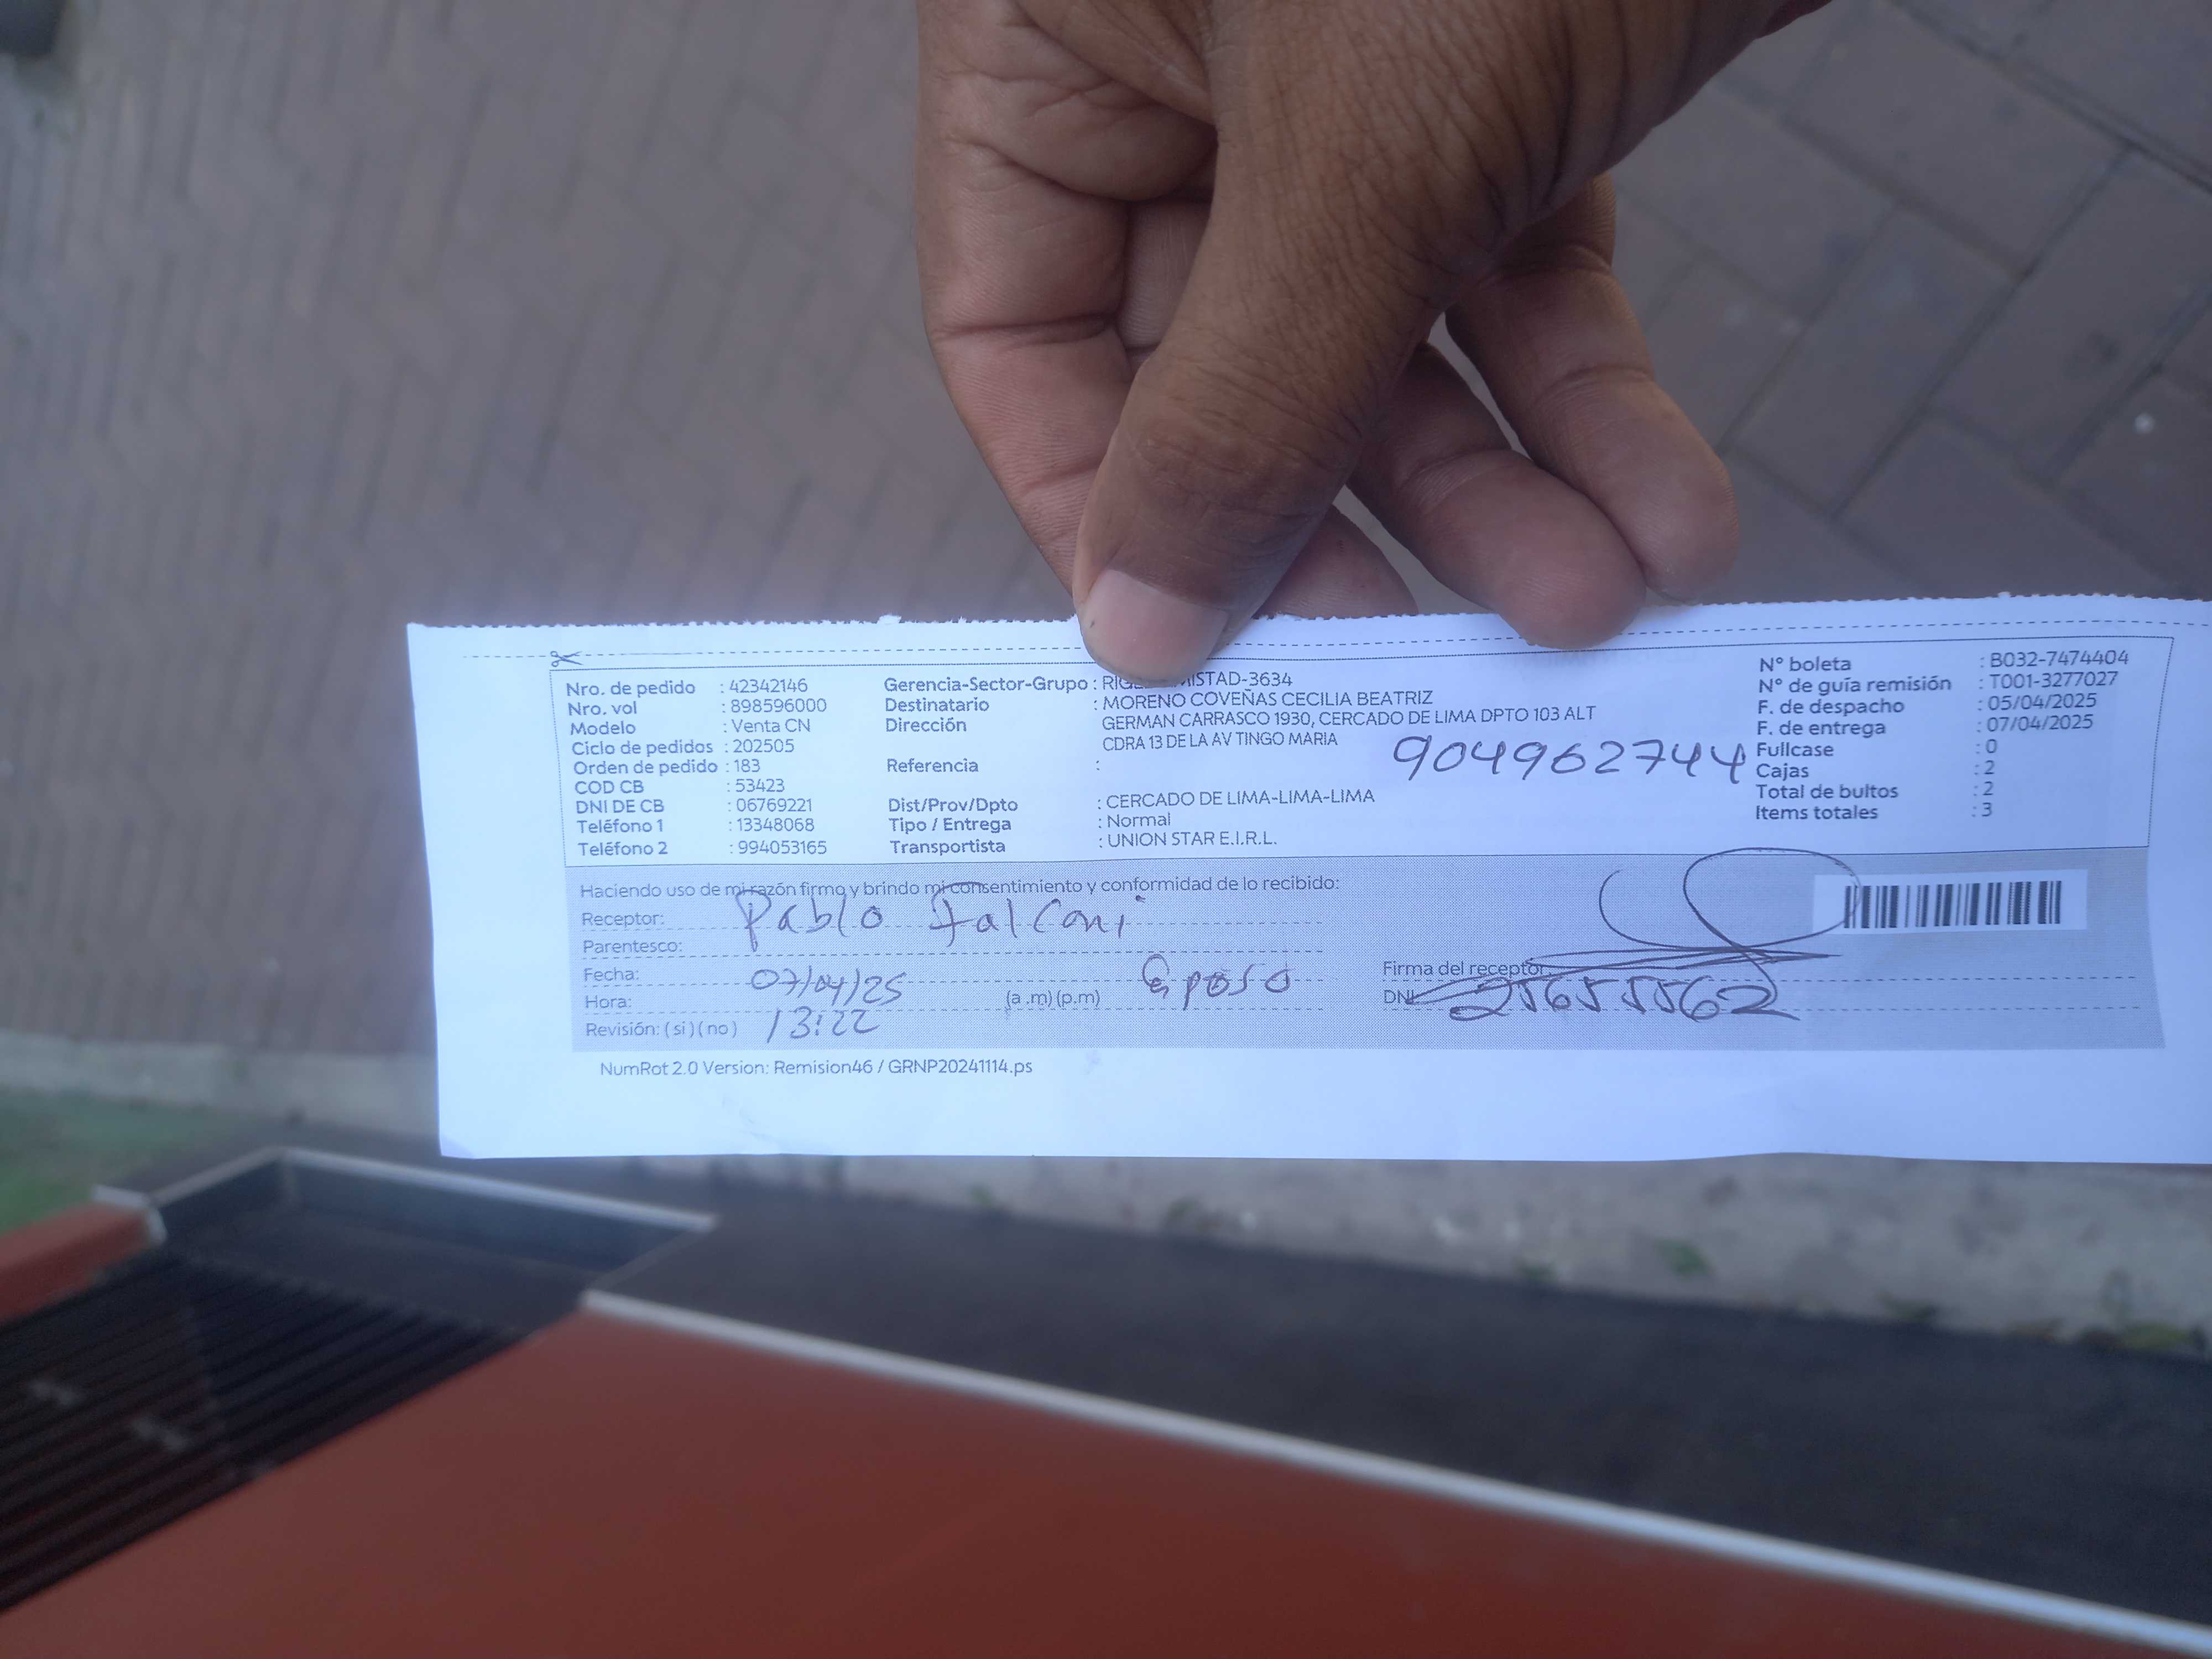 Nro. de pedido : 42342146
Nro. vol : 898596000
Modelo : Venta CN
Ciclo de pedidos : 202505
Orden de pedido : 183
COD CB : 53423
DNI DE CB : 06769221
Teléfono 1 : 13348068
Teléfono 2 : 994053165
Gerencia-Sector-Grupo : MISTAD-3634
Destinatario : MORENO COVEÑAS CECILIA BEATRIZ
Dirección GERMAN CARRASCO 1930, CERCADO DE LIMA DPTO 103 ALT
CDRA 13 DE LA AV TINGO MARIA
Referencia :
904962744
Dist/Prov/Dpto : CERCADO DE LIMA-LIMA-LIMA
Tipo / Entrega : Normal
Transportista : UNION STAR E.I.R.L.
N° boleta : B032-7474404
N° de guía remisión : T001-3277027
F. de despacho : 05/04/2025
F. de entrega : 07/04/2025
Fullcase : 0
Cajas : 2
Total de bultos : 2
Items totales : 3
Haciendo uso de mi razón firmo y brindo mi consentimiento y conformidad de lo recibido:
Receptor: Pablo Falconi
Parentesco: Esposo
Fecha: 07/04/25
Hora: 13:22 (a .m) (p.m)
Revisión: ( si ) ( no )
Firma del receptor
DNI: 25655562
NumRot 2.0 Version: Remision46 / GRNP20241114.ps